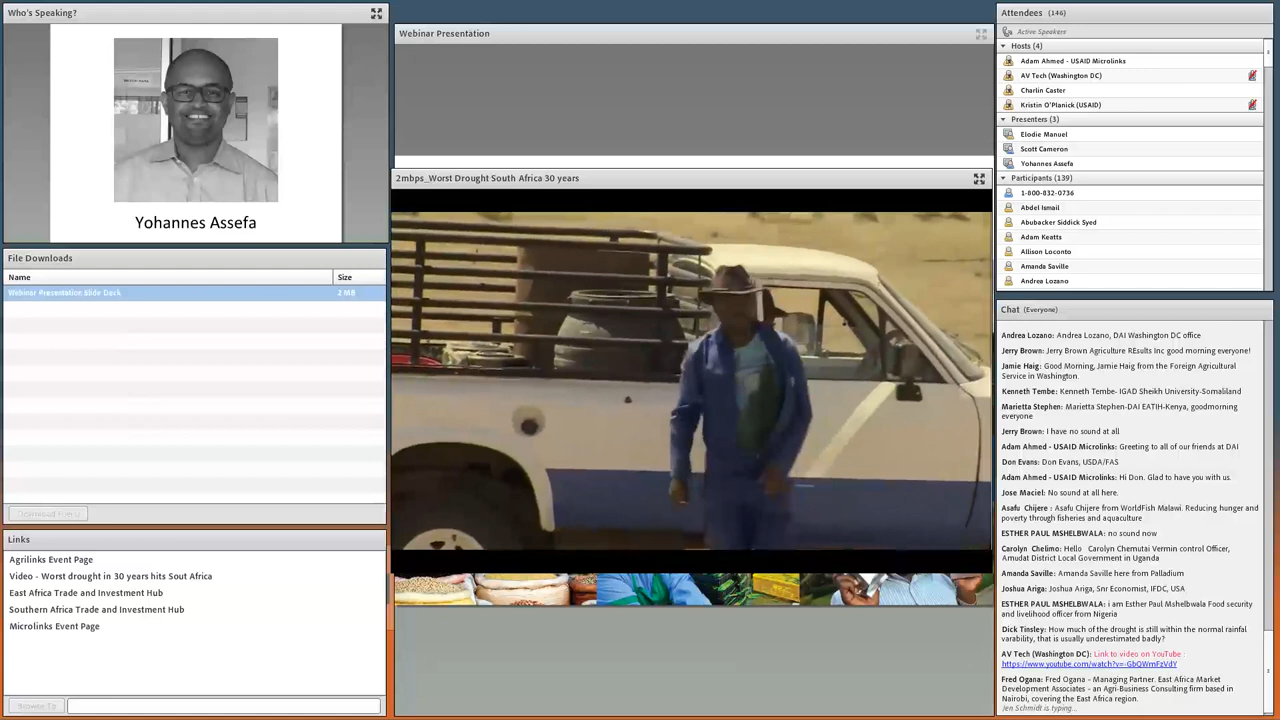 Who's Speaking?
Yohannes Assefa
File Downloads
Name Size
Webinar Presentation Slide Deck 2 MB
Download File(s)
Links
Agrilinks Event Page
Video - Worst drought in 30 years hits Sout Africa
East Africa Trade and Investment Hub
Southern Africa Trade and Investment Hub
Microlinks Event Page
Browse To
Webinar Presentation
2mbps_Worst Drought South Africa 30 years
Attendees (146)
Active Speakers
Hosts (4)
Adam Ahmed - USAID Microlinks
AV Tech (Washington DC)
Charlin Caster
Kristin O'Planick (USAID)
Presenters (3)
Elodie Manuel
Scott Cameron
Yohannes Assefa
Participants (139)
1-800-832-0736
Abdel Ismail
Abubacker Siddick Syed
Adam Keatts
Allison Loconto
Amanda Saville
Andrea Lozano
Chat (Everyone)
Andrea Lozano: Andrea Lozano, DAI Washington DC office
Jerry Brown: Jerry Brown Agriculture REsults Inc good morning everyone!
Jamie Haig: Good Morning, Jamie Haig from the Foreign Agricultural
Service in Washington.
Kenneth Tembe: Kenneth Tembe- IGAD Sheikh University-Somaliland
Marietta Stephen: Marietta Stephen-DAI EATIH-Kenya, goodmorning
everyone
Jerry Brown: I have no sound at all
Adam Ahmed - USAID Microlinks: Greeting to all of our friends at DAI
Don Evans: Don Evans, USDA/FAS
Adam Ahmed - USAID Microlinks: Hi Don. Glad to have you with us.
Jose Maciel: No sound at all here.
Asafu Chijere : Asafu Chijere from WorldFish Malawi. Reducing hunger and
poverty through fisheries and aquaculture
ESTHER PAUL MSHELBWALA: no sound now
Carolyn Chelimo: Hello Carolyn Chemutai Vermin control Officer,
Amudat District Local Government in Uganda
Amanda Saville: Amanda Saville here from Palladium
Joshua Ariga: Joshua Ariga, Snr Economist, IFDC, USA
ESTHER PAUL MSHELBWALA: i am Esther Paul Mshelbwala Food security
and livelihood officer from Nigeria
Dick Tinsley: How much of the drought is still within the normal rainfal
varability, that is usually underestimated badly?
AV Tech (Washington DC): Link to video on YouTube :
https://www.youtube.com/watch?v=-GbQWmFzVdY
Fred Ogana: Fred Ogana - Managing Partner. East Africa Market
Development Associates - an Agri-Business Consulting firm based in
Nairobi, covering the East Africa region.
Jen Schmidt is typing...